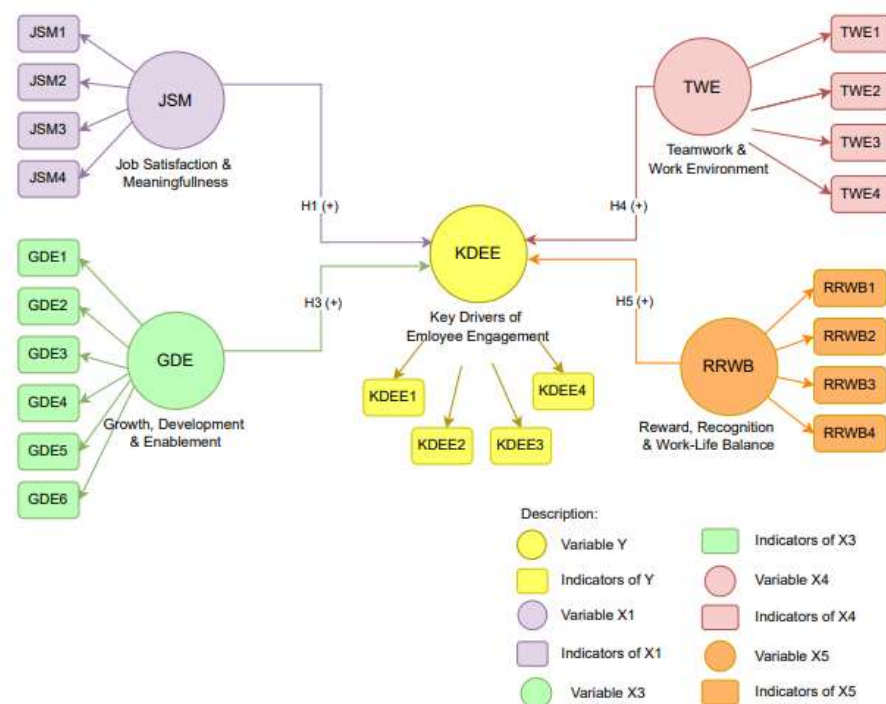 JSM1
JSM2
JSM3
JSM4
JSM
Job Satisfaction &
Meaningfullness
H1 (+)
TWE
TWE1
TWE2
TWE3
TWE4
Teamwork &
Work Environment
H4 (+)
KDEE
Key Drivers of
Emloyee Engagement
KDEE1
KDEE2
KDEE3
KDEE4
GDE1
GDE2
GDE3
GDE4
GDE5
GDE6
GDE
Growth, Development
& Enablement
H3 (+)
RRWB
RRWB1
RRWB2
RRWB3
RRWB4
Reward, Recognition
& Work-Life Balance
H5 (+)
Description:
Variable Y
Indicators of Y
Variable X1
Indicators of X1
Variable X3
Indicators of X3
Variable X4
Indicators of X4
Variable X5
Indicators of X5